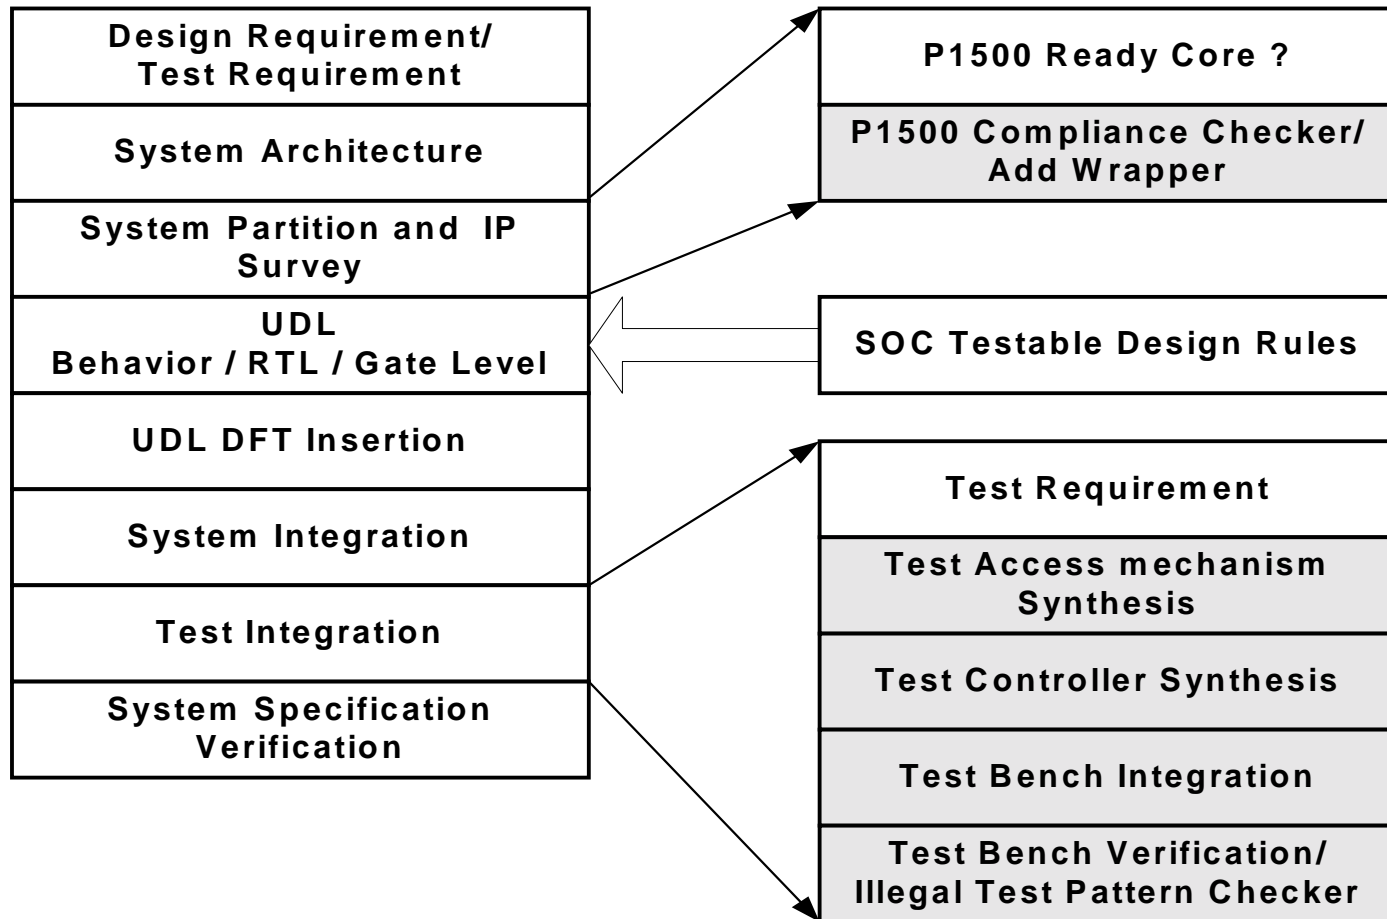 Design Requirement/
Test Requirement
System Architecture
System Partition and IP
Survey
UDL
Behavior / RTL / Gate Level
UDL DFT Insertion
System Integration
Test Integration
System Specification
Verification
P1500 Ready Core ?
P1500 Compliance Checker/
Add Wrapper
SOC Testable Design Rules
Test Requirement
Test Access mechanism
Synthesis
Test Controller Synthesis
Test Bench Integration
Test Bench Verification/
Illegal Test Pattern Checker